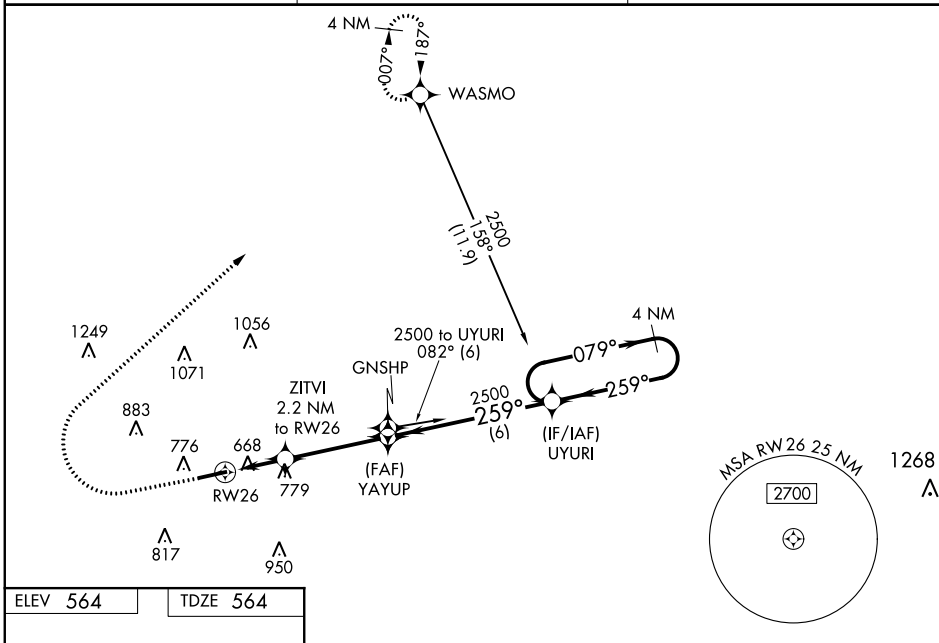 4 NM
007°
187°
WASMO
2500
158°
(11.9)
4 NM
079°
259°
2500 to UYURI
082° (6)
GNSHP
2500
259°
(6)
(IF/IAF)
UYURI
1249
1056
1071
ZITVI
2.2 NM
to RW26
883
776
668
779
RW26
(FAF)
YAYUP
817
950
MSA RW 26 25 NM
2700
1268
ELEV 564
TDZE 564